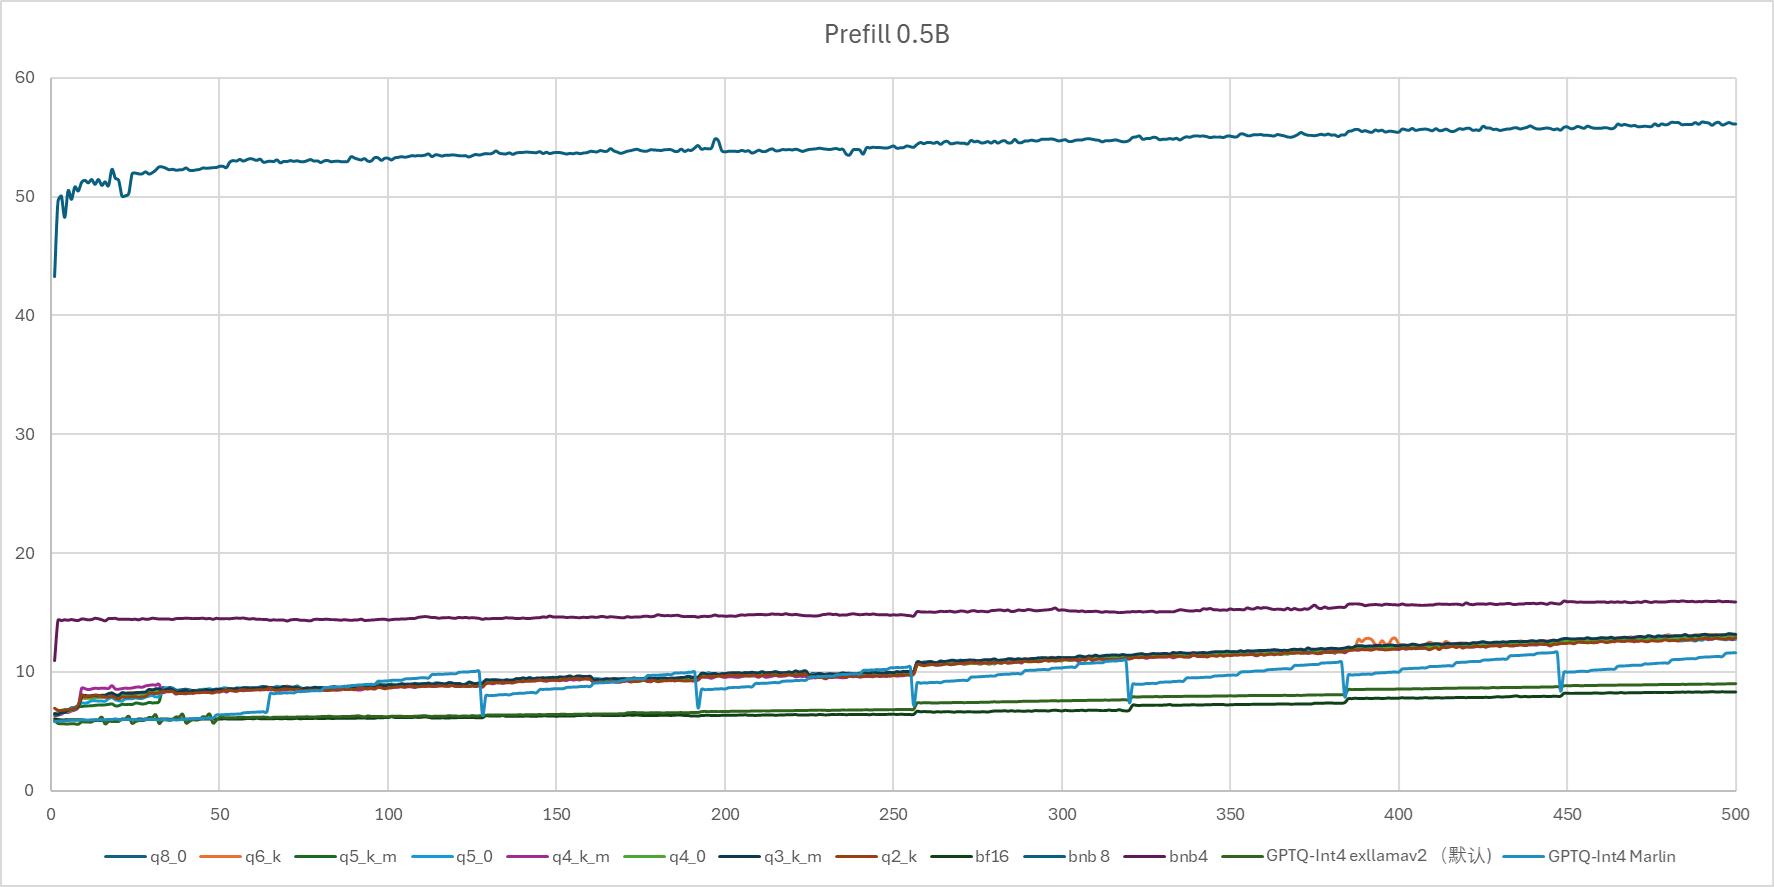 Prefill 0.5B
60
50
40
30
20
10
0
0 50 100 150 200 250 300 350 400 450 500
q8_0 q6_k q5_k_m q5_0 q4_k_m q4_0 q3_k_m q2_k bf16 bnb 8 bnb4 GPTQ-Int4 exllamav2 （默认) GPTQ-Int4 Marlin